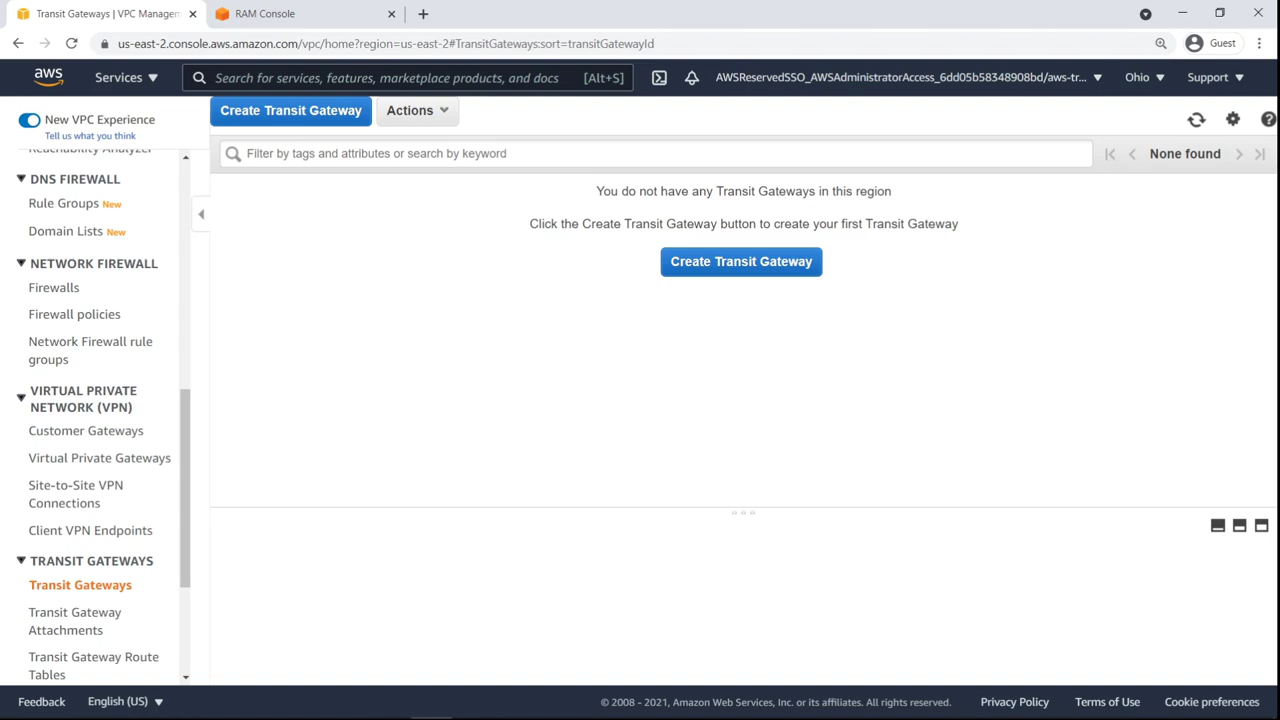 Transit Gateways | VPC Managem
RAM Console
us-east-2.console.aws.amazon.com/vpc/home?region=us-east-2#TransitGateways:sort=transitGatewayId
Guest
aws
Services
Search for services, features, marketplace products, and docs [Alt+S]
AWSReservedSSO_AWSAdministratorAccess_6dd05b58348908bd/aws-tr...
Ohio
Support
New VPC Experience
Tell us what you think
Reachability Analyzer
DNS FIREWALL
Rule Groups New
Domain Lists New
NETWORK FIREWALL
Firewalls
Firewall policies
Network Firewall rule
groups
VIRTUAL PRIVATE
NETWORK (VPN)
Customer Gateways
Virtual Private Gateways
Site-to-Site VPN
Connections
Client VPN Endpoints
TRANSIT GATEWAYS
Transit Gateways
Transit Gateway
Attachments
Transit Gateway Route
Tables
Create Transit Gateway
Actions
Filter by tags and attributes or search by keyword
None found
You do not have any Transit Gateways in this region
Click the Create Transit Gateway button to create your first Transit Gateway
Create Transit Gateway
Feedback
English (US)
© 2008 - 2021, Amazon Web Services, Inc. or its affiliates. All rights reserved.
Privacy Policy
Terms of Use
Cookie preferences